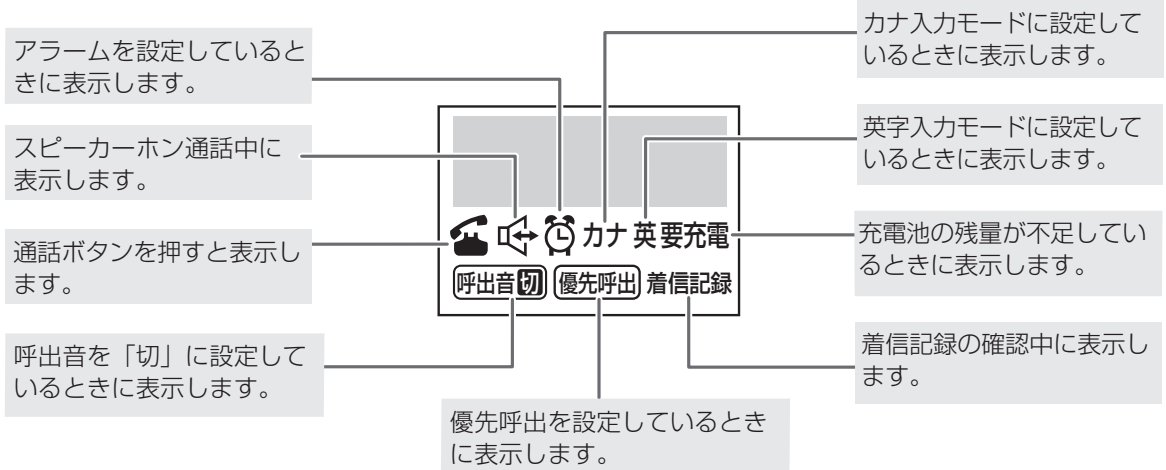 アラームを設定していると
きに表示します。
スピーカーホン通話中に
表示します。
通話ボタンを押すと表示し
ます。
呼出音を「切」に設定して
いるときに表示します。
カナ 英 要充電
呼出音切 優先呼出 着信記録
優先呼出を設定しているとき
に表示します。
カナ入力モードに設定して
いるときに表示します。
英字入力モードに設定して
いるときに表示します。
充電池の残量が不足してい
るときに表示します。
着信記録の確認中に表示し
ます。